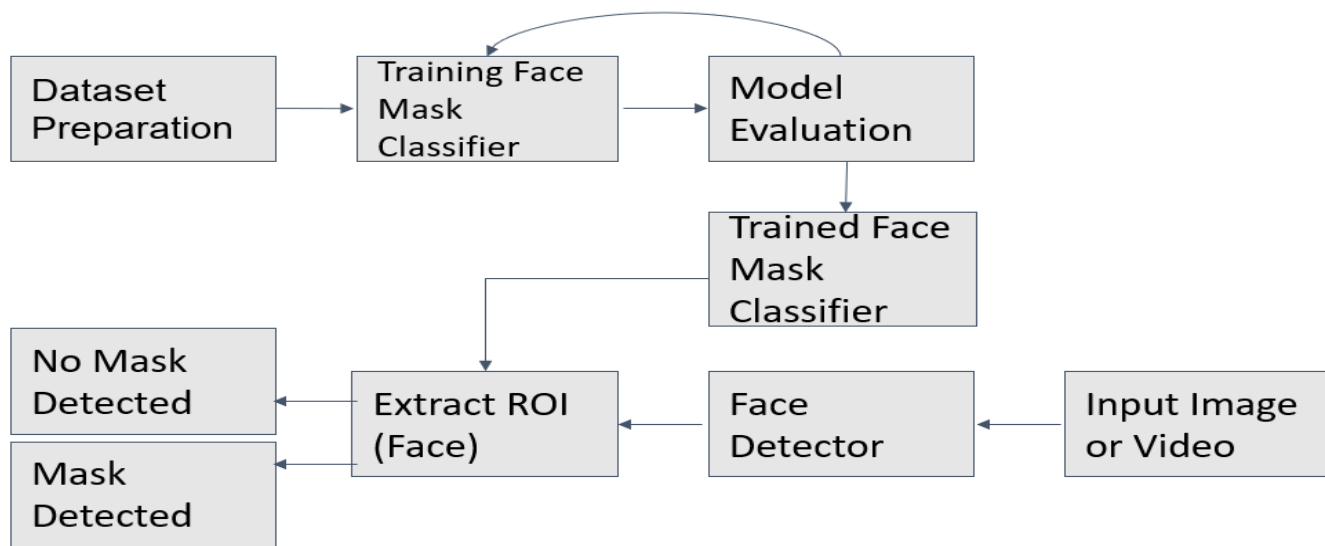 Dataset
Preparation
Training Face
Mask
Classifier
Model
Evaluation
Trained Face
Mask
Classifier
No Mask
Detected
Mask
Detected
Extract ROI
(Face)
Face
Detector
Input Image
or Video